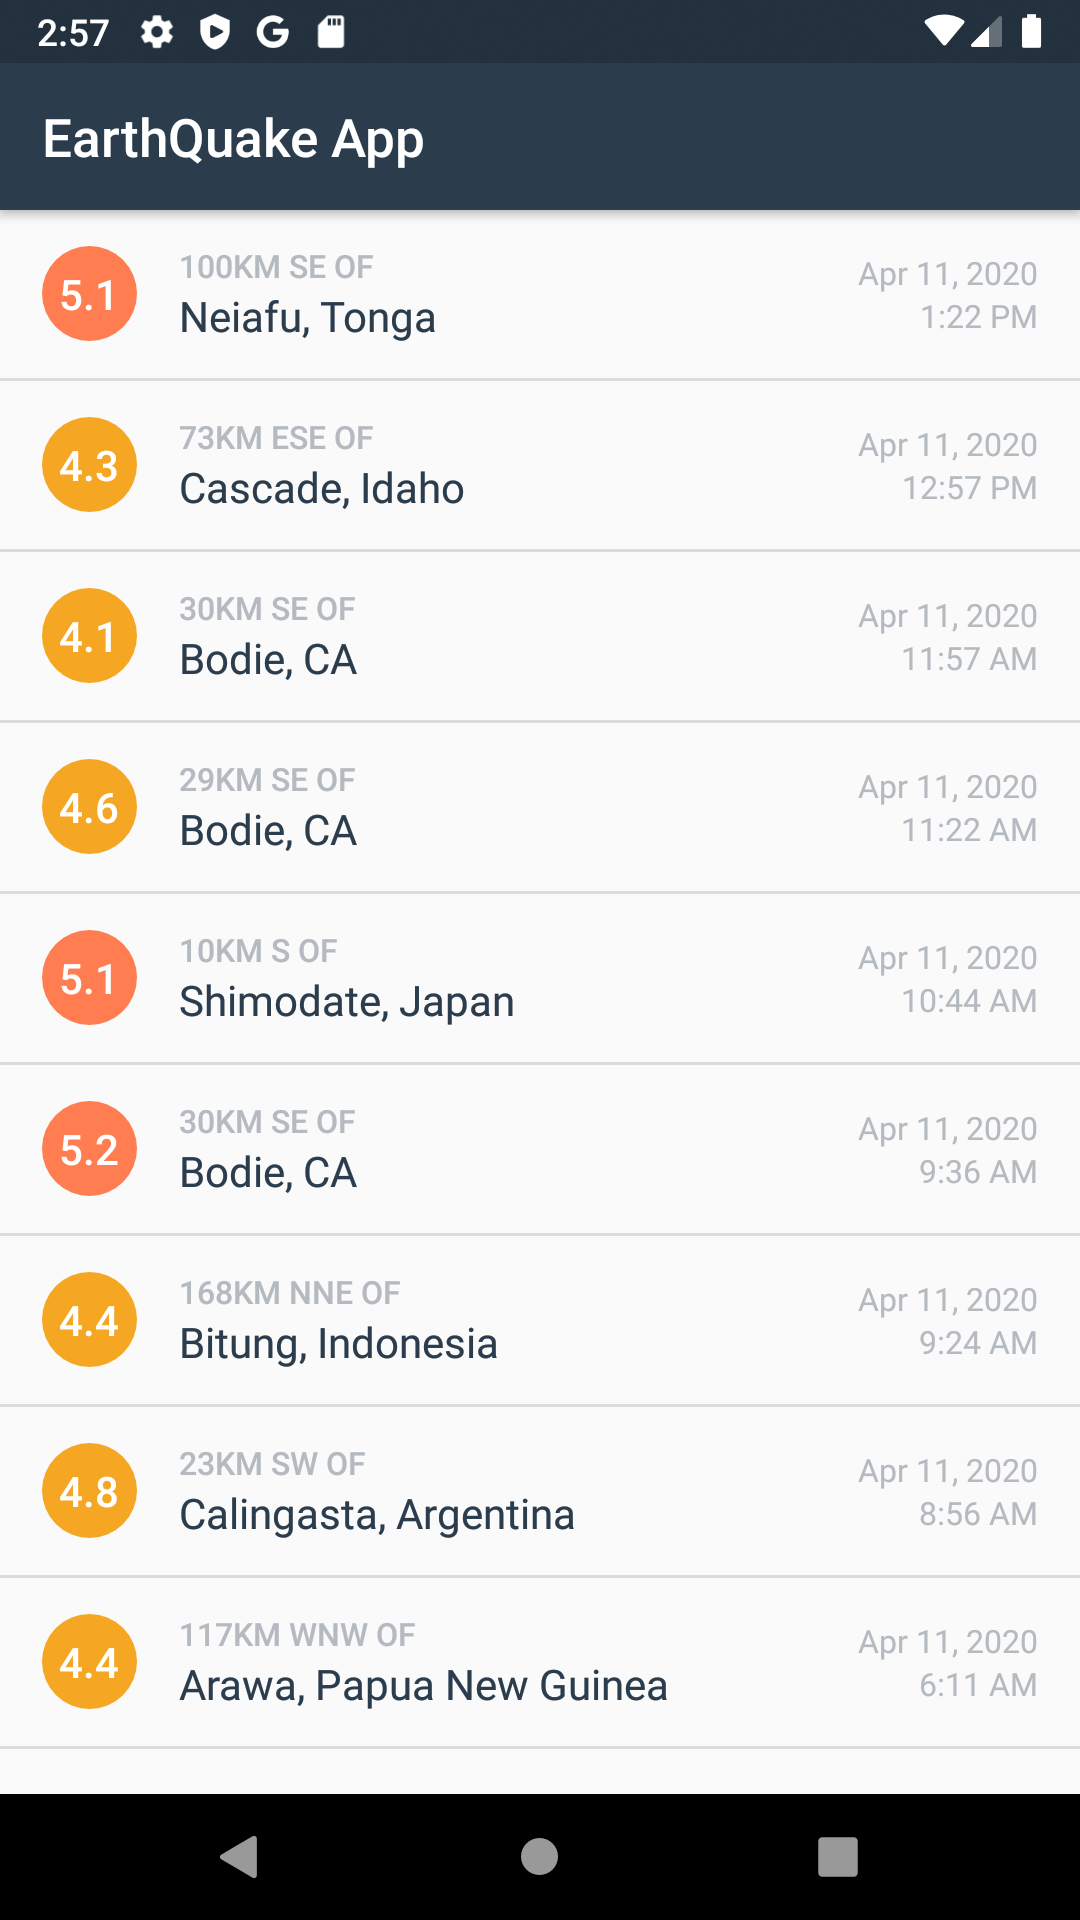 2:57
EarthQuake App
5.1
100KM SE OF
Neiafu, Tonga
Apr 11, 2020
1:22 PM
4.3
73KM ESE OF
Cascade, Idaho
Apr 11, 2020
12:57 PM
4.1
30KM SE OF
Bodie, CA
Apr 11, 2020
11:57 AM
4.6
29KM SE OF
Bodie, CA
Apr 11, 2020
11:22 AM
5.1
10KM S OF
Shimodate, Japan
Apr 11, 2020
10:44 AM
5.2
30KM SE OF
Bodie, CA
Apr 11, 2020
9:36 AM
4.4
168KM NNE OF
Bitung, Indonesia
Apr 11, 2020
9:24 AM
4.8
23KM SW OF
Calingasta, Argentina
Apr 11, 2020
8:56 AM
4.4
117KM WNW OF
Arawa, Papua New Guinea
Apr 11, 2020
6:11 AM